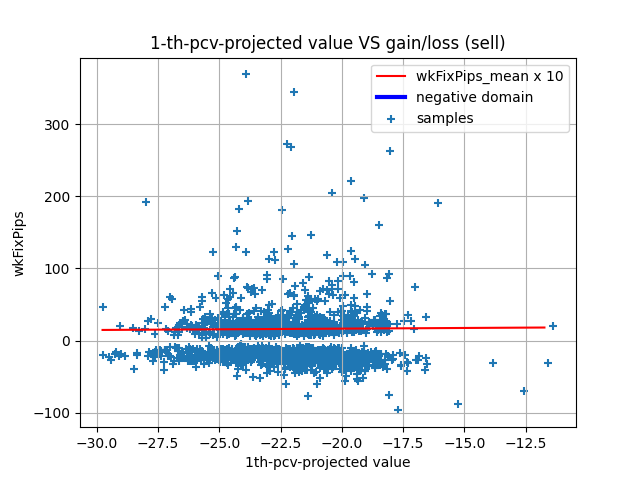 1-th-pcv-projected value VS gain/loss (sell)
wkFixPips_mean x 10
negative domain
samples
wkFixPips
300
200
100
0
−100
−30.0 −27.5 −25.0 −22.5 −20.0 −17.5 −15.0 −12.5
1th-pcv-projected value